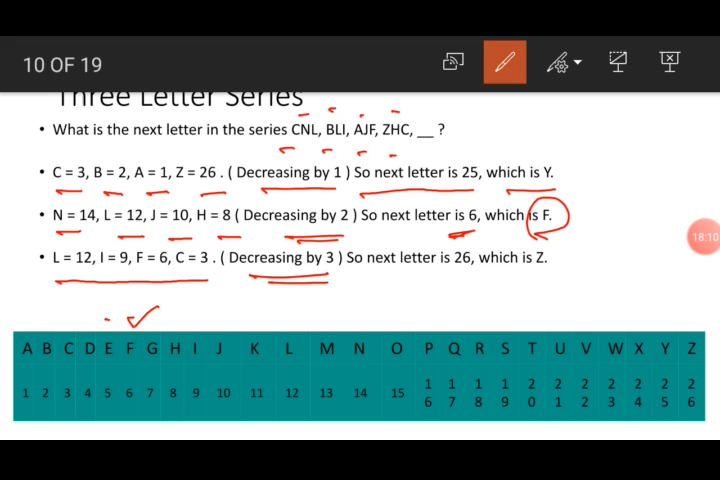 10 OF 19
Three Letter Series
• What is the next letter in the series CNL, BLI, AJF, ZHC, __ ?
• C = 3, B = 2, A = 1, Z = 26 . ( Decreasing by 1 ) So next letter is 25, which is Y.
• N = 14, L = 12, J = 10, H = 8 ( Decreasing by 2 ) So next letter is 6, which is F.
18:10
• L = 12, I = 9, F = 6, C = 3 . ( Decreasing by 3 ) So next letter is 26, which is Z.
A B C D E F G H I J K L M N O P Q R S T U V W X Y Z
1 2 3 4 5 6 7 8 9 10 11 12 13 14 15 16 17 18 19 20 21 22 23 24 25 26